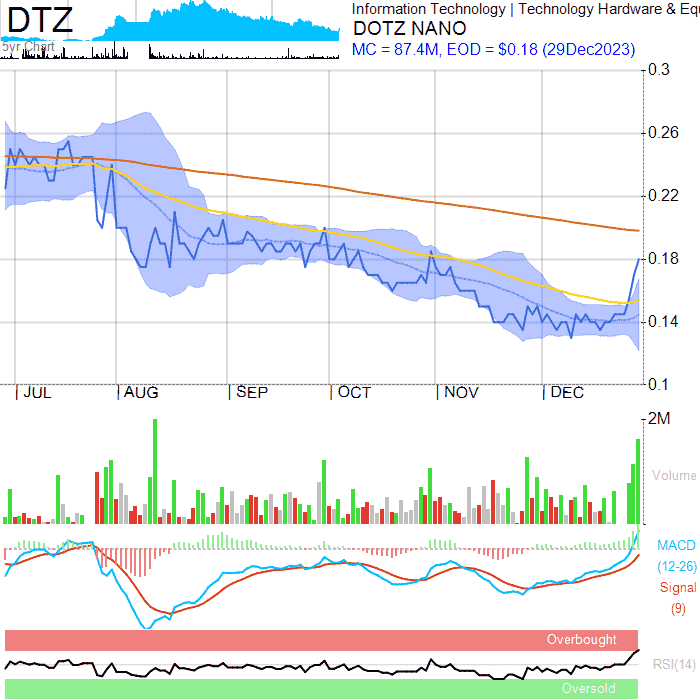 DTZ
5yr Chart
Information Technology | Technology Hardware & Equ
DOTZ NANO
MC = 87.4M, EOD = $0.18 (29Dec2023)
0.3
0.26
0.22
0.18
0.14
0.1
JUL AUG SEP OCT NOV DEC
2M
Volume
MACD
(12-26)
Signal
(9)
Overbought
RSI(14)
Oversold